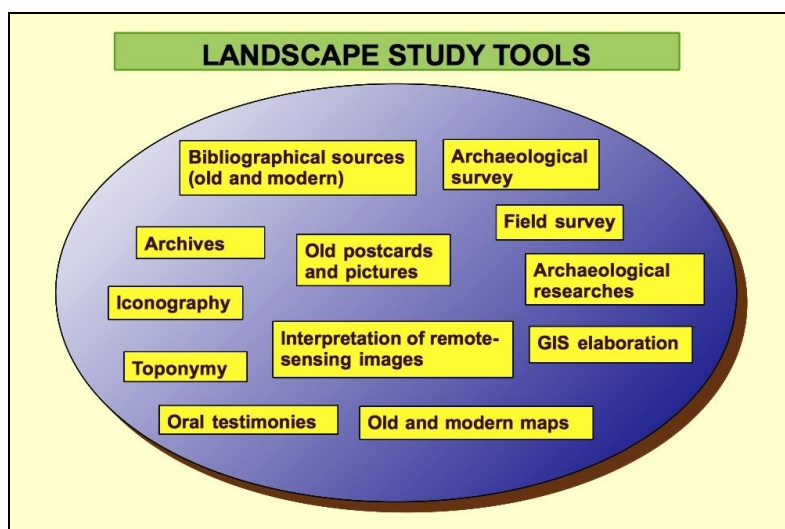 LANDSCAPE STUDY TOOLS
Bibliographical sources
(old and modern)
Archaeological
survey
Field survey
Archives
Old postcards
and pictures
Archaeological
researches
Iconography
Interpretation of remote-
sensing images
GIS elaboration
Toponymy
Oral testimonies
Old and modern maps